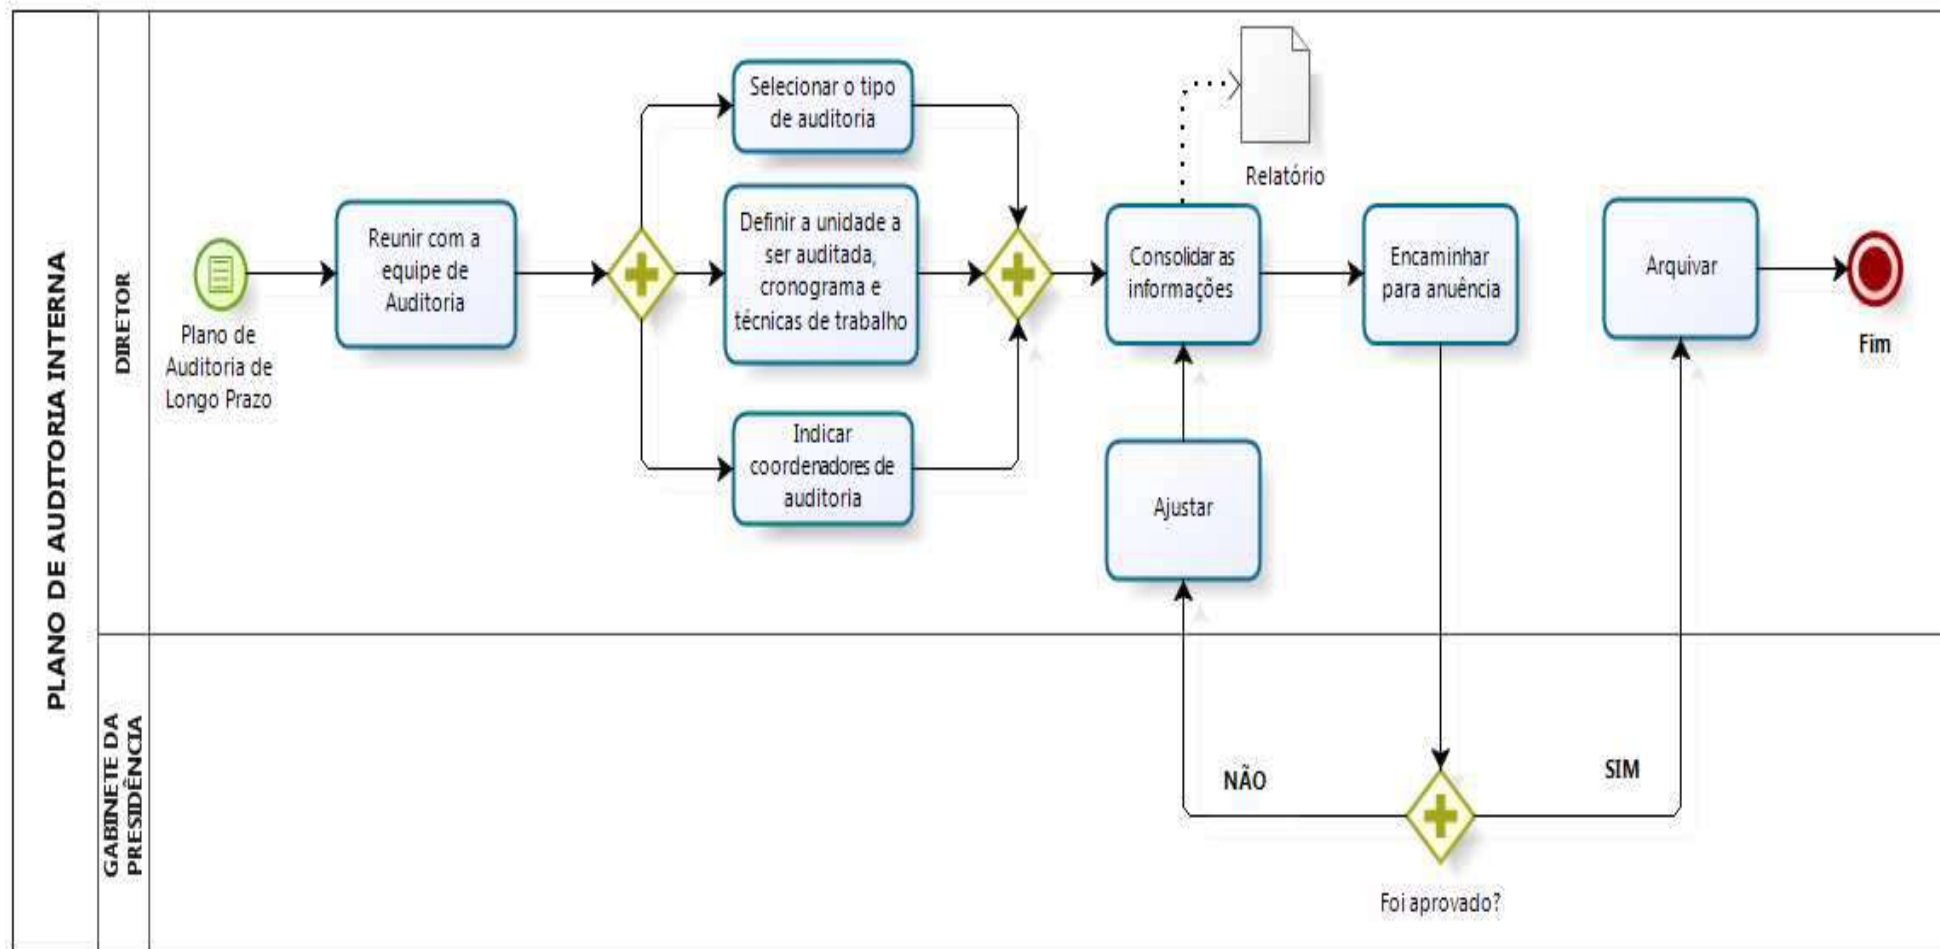 PLANO DE AUDITORIA INTERNA
DIRETOR
Plano de
Auditoria de
Longo Prazo
Reunir com a
equipe de
Auditoria
Selecionar o tipo
de auditoria
Definir a unidade a
ser auditada,
cronograma e
técnicas de trabalho
Indicar
coordenadores de
auditoria
Relatório
Consolidar as
informações
Encaminhar
para anuência
Ajustar
Arquivar
Fim
GABINETE DA
PRESIDÊNCIA
NÃO
SIM
Foi aprovado?